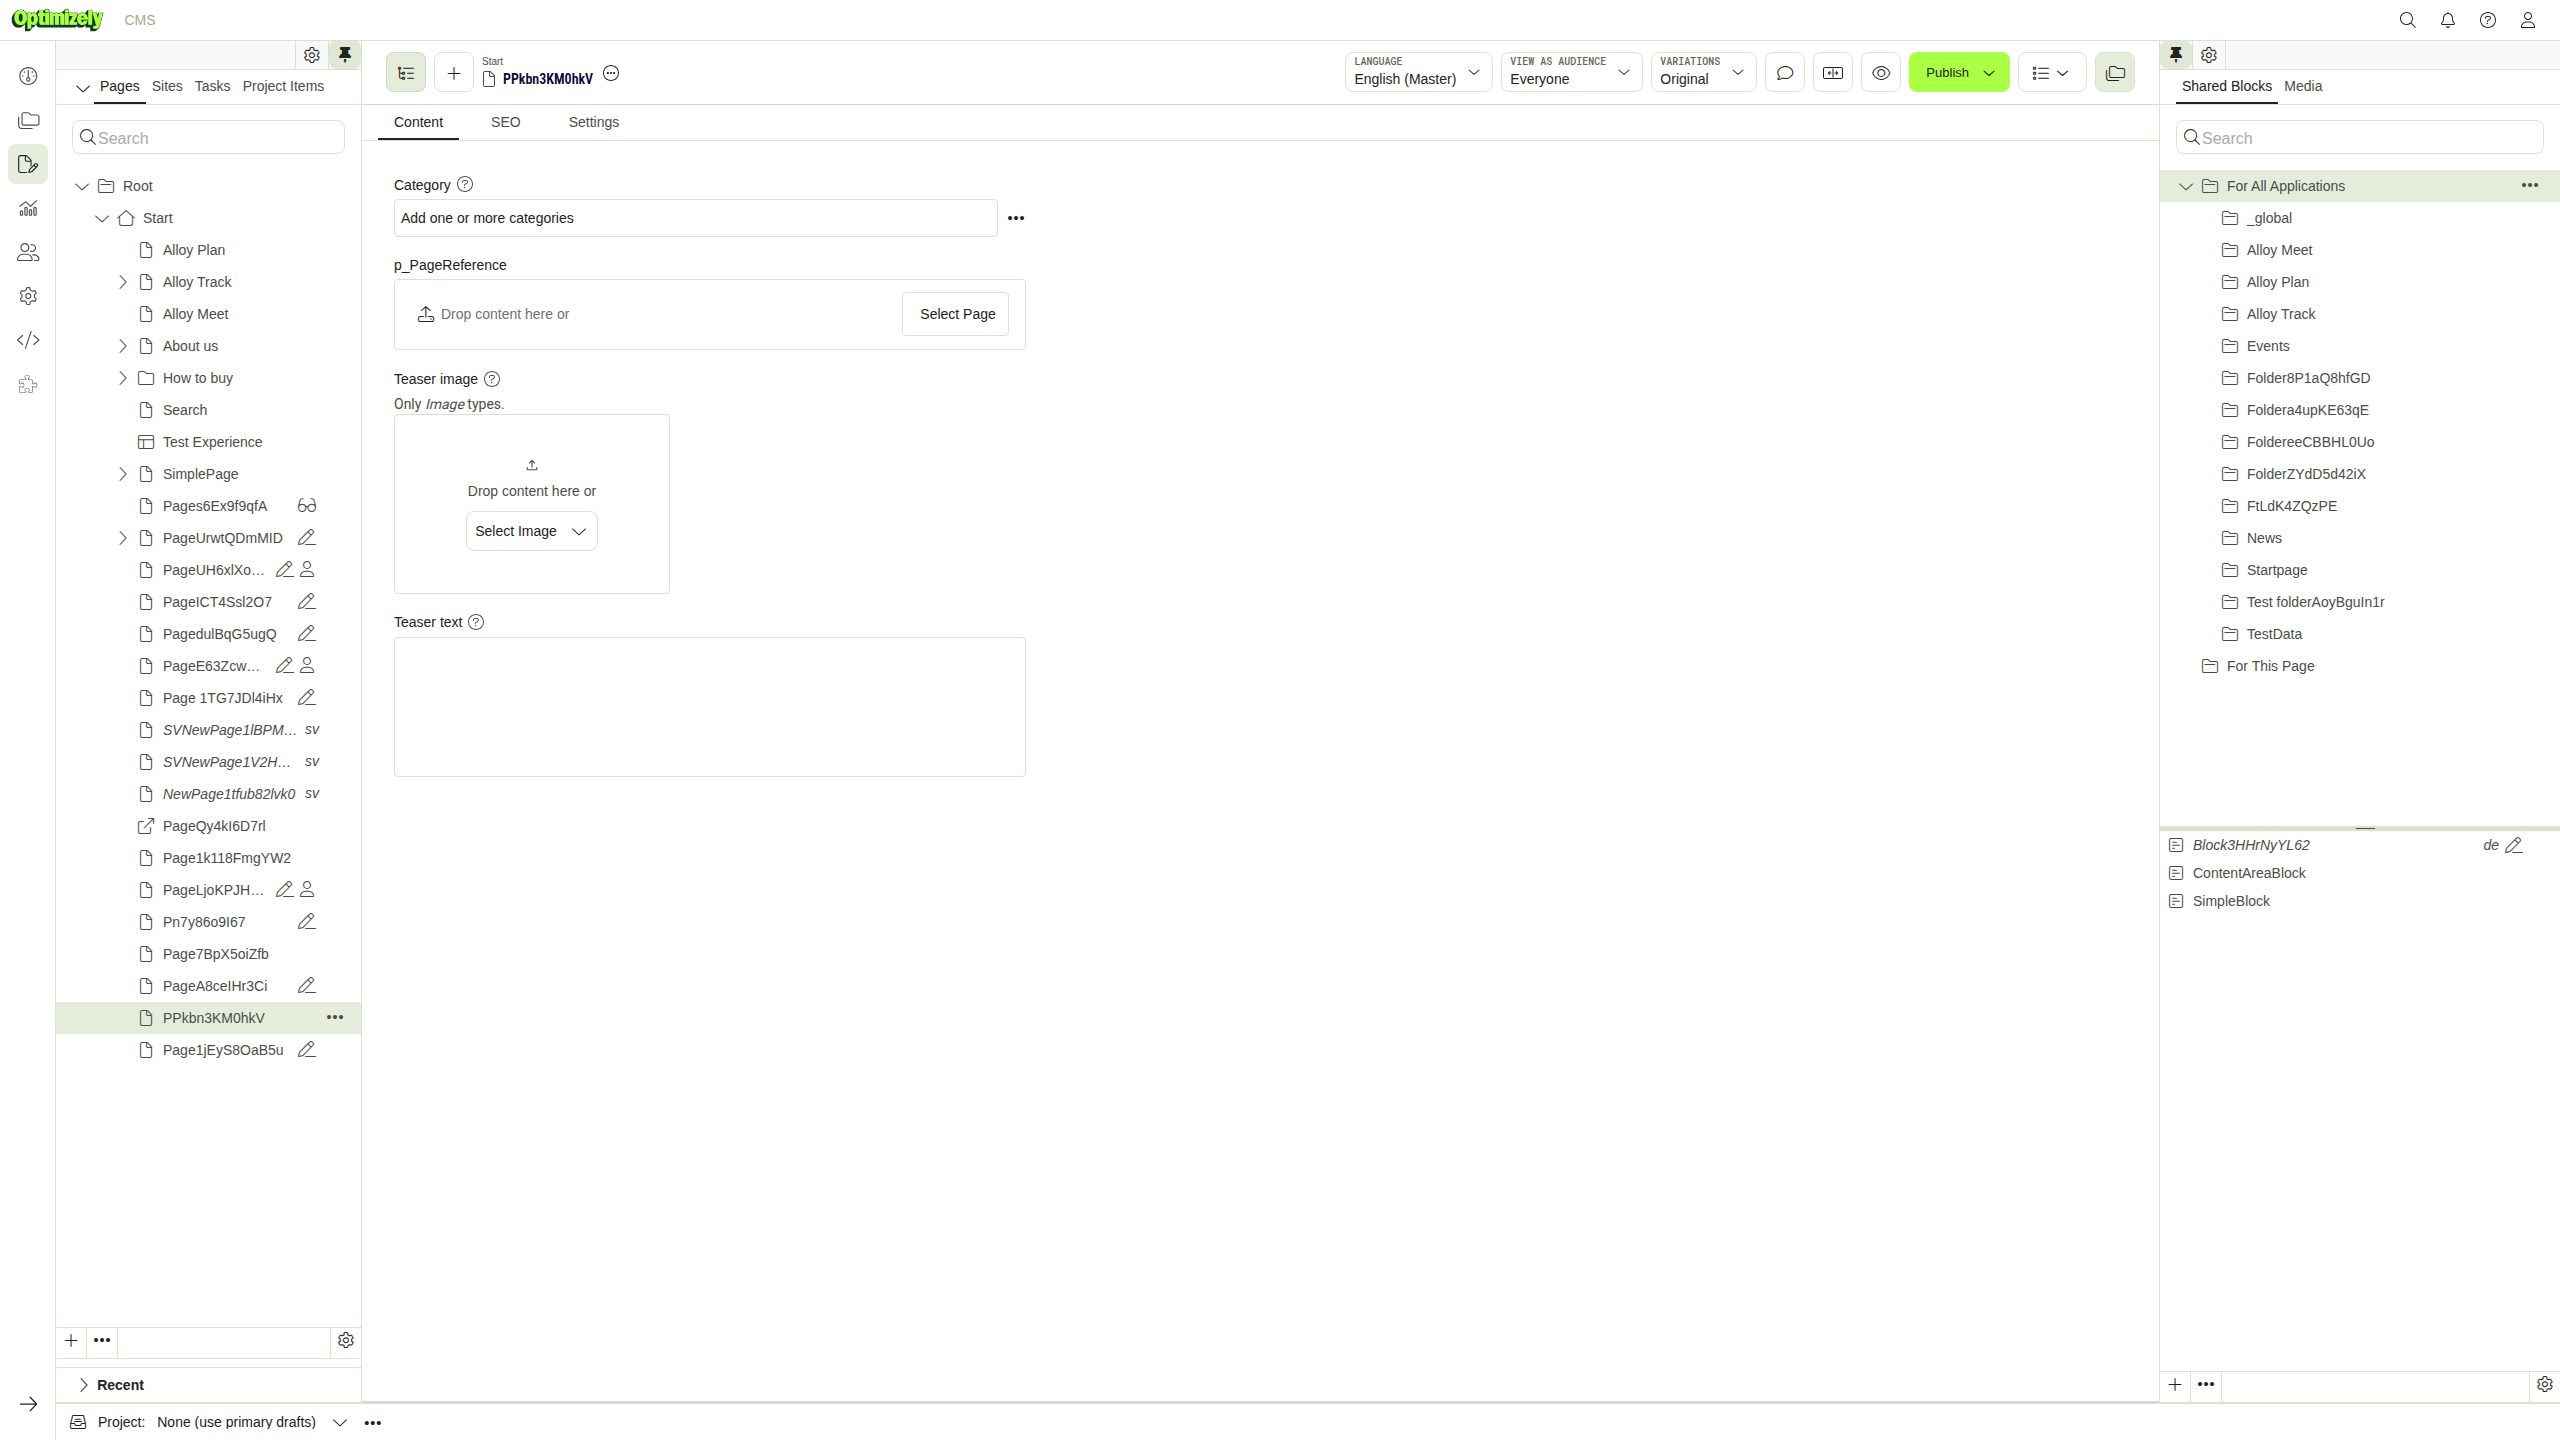 Optimizely CMS
Pages Sites Tasks Project Items
Search
Root
Start
Alloy Plan
Alloy Track
Alloy Meet
About us
How to buy
Search
Test Experience
SimplePage
Pages6Ex9f9qfA
PageUrwtQDmMID
PageUH6xlXo...
PageICT4Ssl2O7
PagedulBqG5ugQ
PageE63Zcw...
Page 1TG7JDl4iHx
SVNewPage1lBPM... sv
SVNewPage1V2H... sv
NewPage1tfub82lvk0 sv
PageQy4kI6D7rl
Page1k118FmgYW2
PageLjoKPJH...
Pn7y86o9I67
Page7BpX5oiZfb
PageA8ceIHr3Ci
PPkbn3KM0hkV
Page1jEyS8OaB5u
Recent
Project: None (use primary drafts)
Start
PPkbn3KM0hkV
LANGUAGE
English (Master)
VIEW AS AUDIENCE
Everyone
VARIATIONS
Original
Publish
Content SEO Settings
Category
Add one or more categories
p_PageReference
Drop content here or Select Page
Teaser image
Only Image types.
Drop content here or
Select Image
Teaser text
Shared Blocks Media
Search
For All Applications
_global
Alloy Meet
Alloy Plan
Alloy Track
Events
Folder8P1aQ8hfGD
Foldera4upKE63qE
FoldereeCBBHL0Uo
FolderZYdD5d42iX
FtLdK4ZQzPE
News
Startpage
Test folderAoyBguIn1r
TestData
For This Page
Block3HHrNyYL62 de
ContentAreaBlock
SimpleBlock